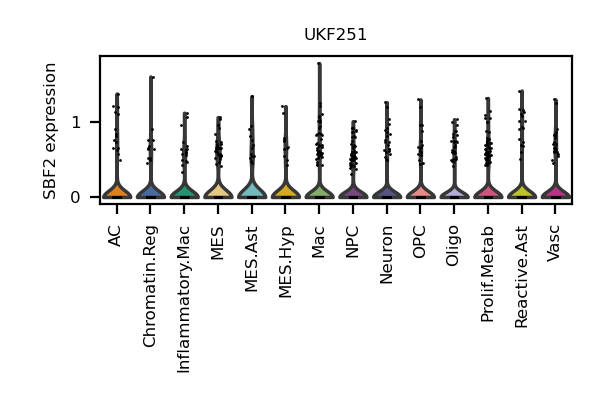 UKF251
SBF2 expression
1
0
AC
Chromatin.Reg
Inflammatory.Mac
MES
MES.Ast
MES.Hyp
Mac
NPC
Neuron
OPC
Oligo
Prolif.Metab
Reactive.Ast
Vasc